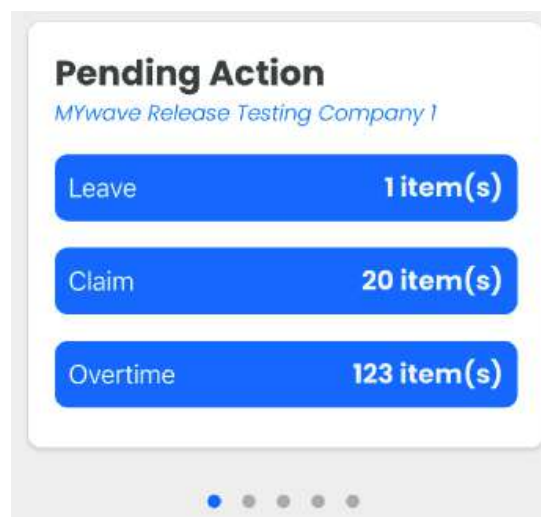 Pending Action
MYwave Release Testing Company 1
Leave 1 item(s)
Claim 20 item(s)
Overtime 123 item(s)